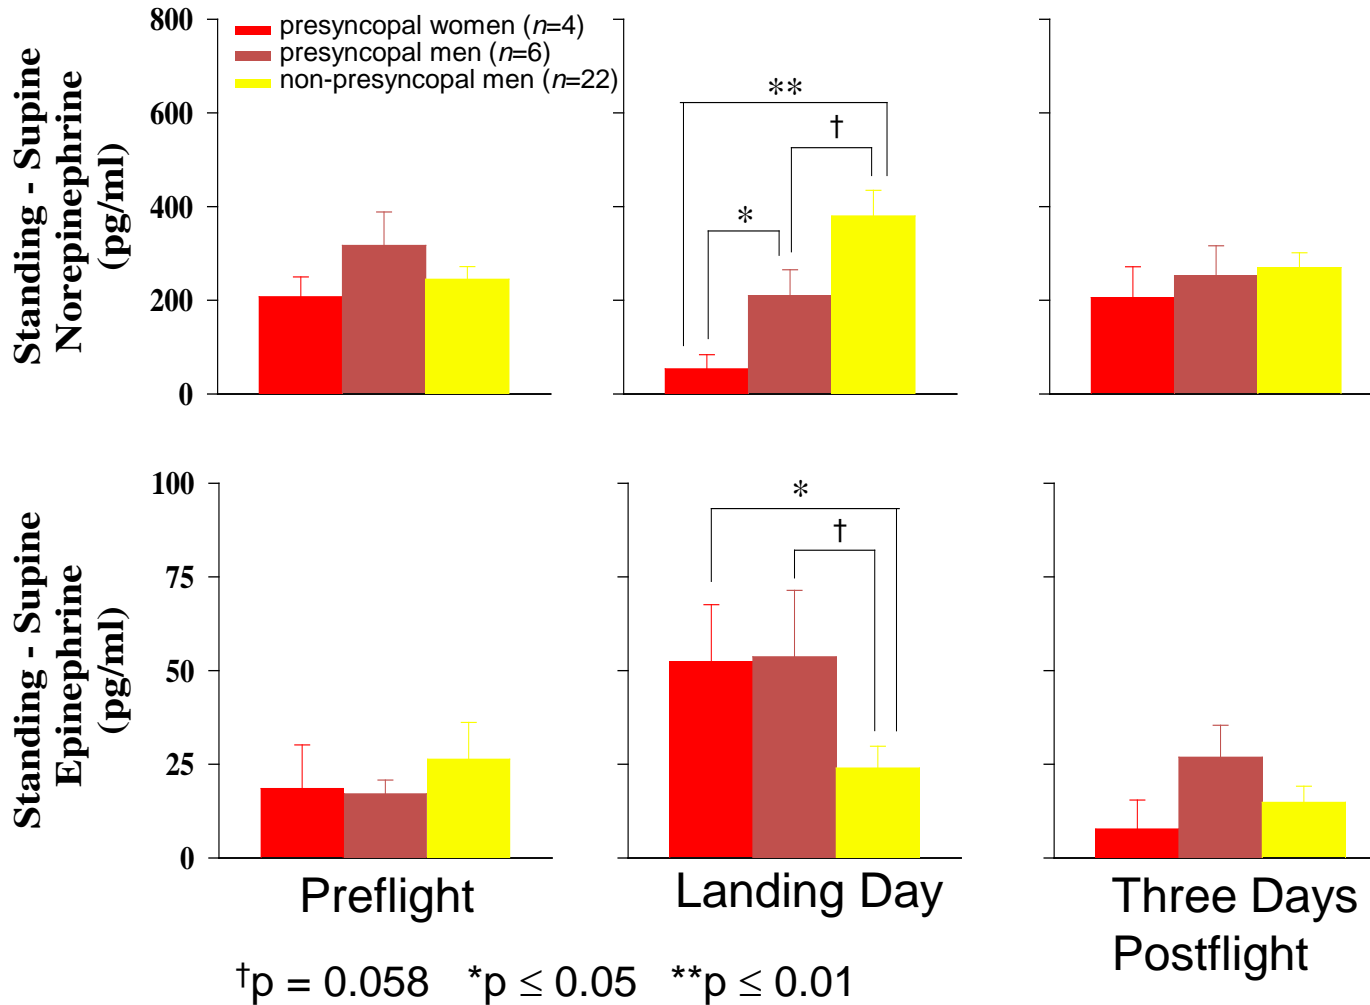 presyncopal women (n=4)
presyncopal men (n=6)
non-presyncopal men (n=22)
Standing - Supine
Norepinephrine
(pg/ml)
800
600
400
200
0
**
†
*
Standing - Supine
Epinephrine
(pg/ml)
100
75
50
25
0
*
†
Preflight
Landing Day
Three Days
Postflight
†p = 0.058 *p ≤ 0.05 **p ≤ 0.01